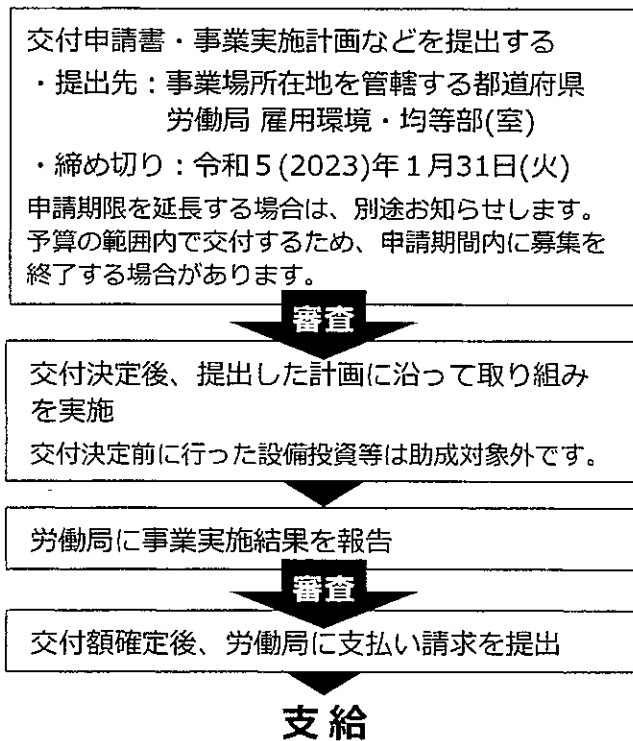 交付申請書・事業実施計画などを提出する
・提出先：事業場所在地を管轄する都道府県
労働局 雇用環境・均等部(室)
・締め切り：令和５(2023)年１月31日(火)
申請期限を延長する場合は、別途お知らせします。
予算の範囲内で交付するため、申請期間内に募集を
終了する場合があります。
審査
交付決定後、提出した計画に沿って取り組み
を実施
交付決定前に行った設備投資等は助成対象外です。
労働局に事業実施結果を報告
審査
交付額確定後、労働局に支払い請求を提出
支給